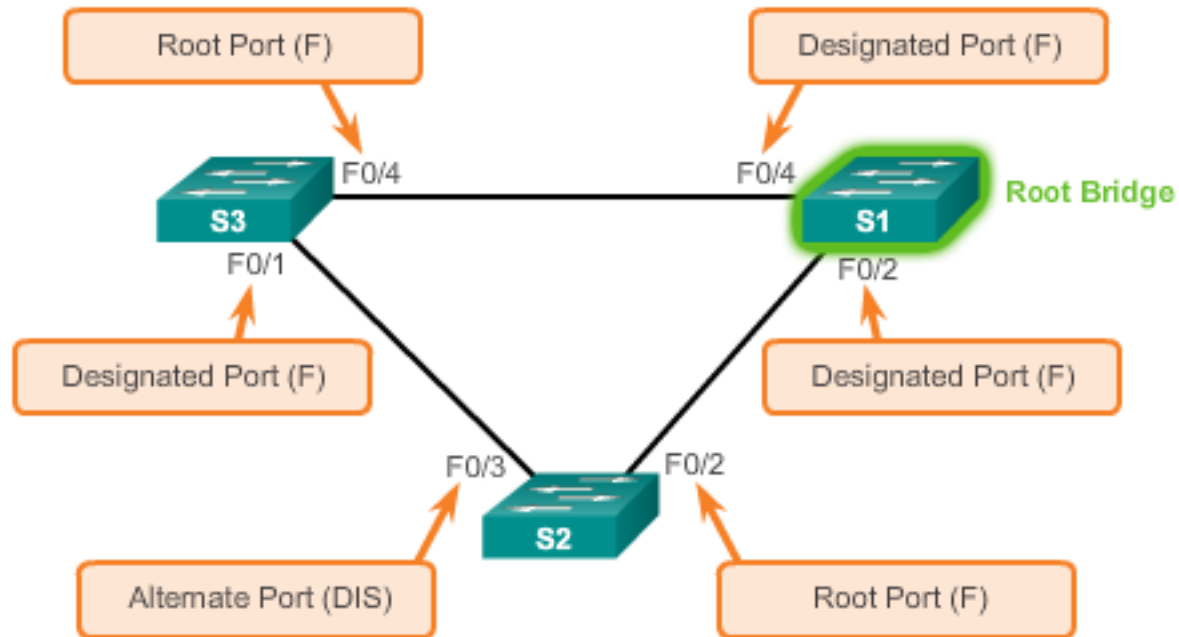 Root Port (F)
Designated Port (F)
F0/4
F0/4
Root Bridge
S3
S1
F0/1
F0/2
Designated Port (F)
Designated Port (F)
F0/3
F0/2
S2
Alternate Port (DIS)
Root Port (F)